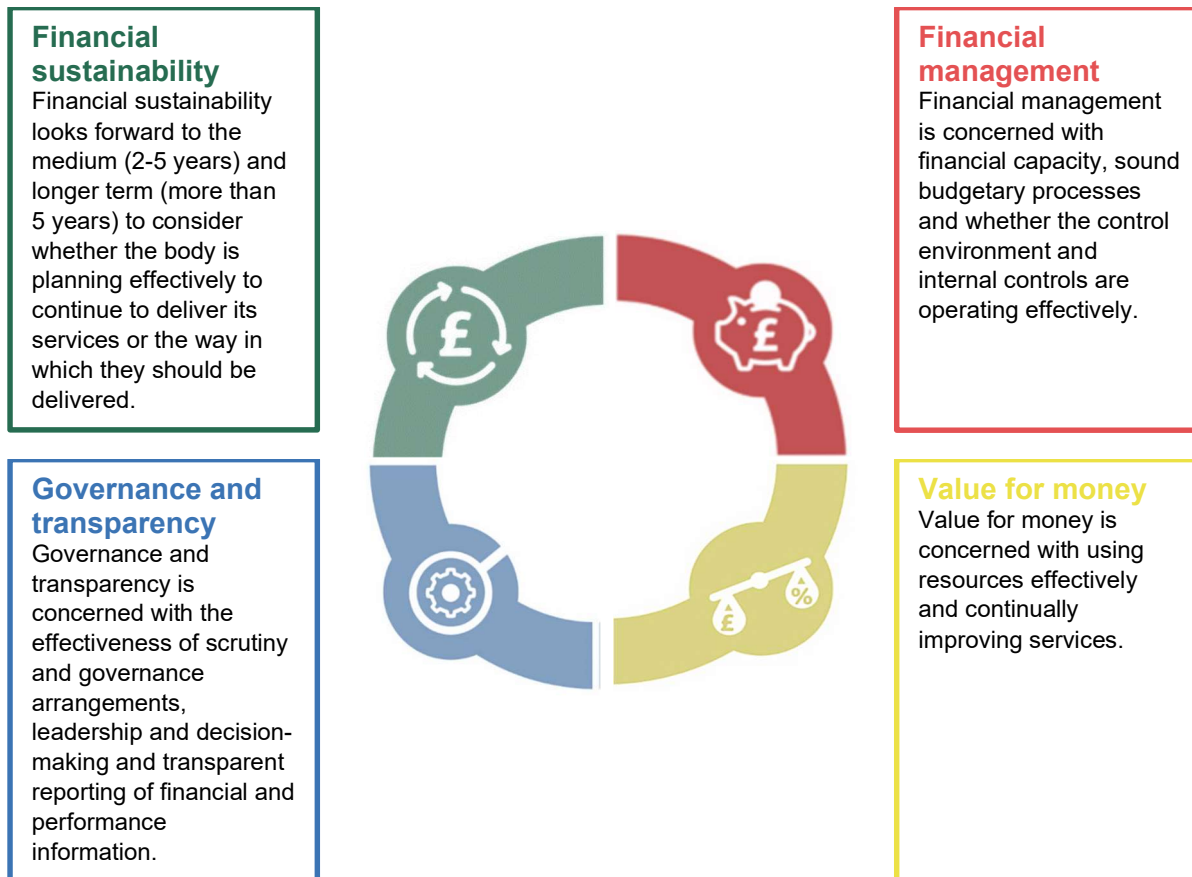 Financial
sustainability
Financial sustainability
looks forward to the
medium (2-5 years) and
longer term (more than
5 years) to consider
whether the body is
planning effectively to
continue to deliver its
services or the way in
which they should be
delivered.
Financial
management
Financial management
is concerned with
financial capacity, sound
budgetary processes
and whether the control
environment and
internal controls are
operating effectively.
£
£
Governance and
transparency
Governance and
transparency is
concerned with the
effectiveness of scrutiny
and governance
arrangements,
leadership and decision-
making and transparent
reporting of financial and
performance
information.
£
%
Value for money
Value for money is
concerned with using
resources effectively
and continually
improving services.